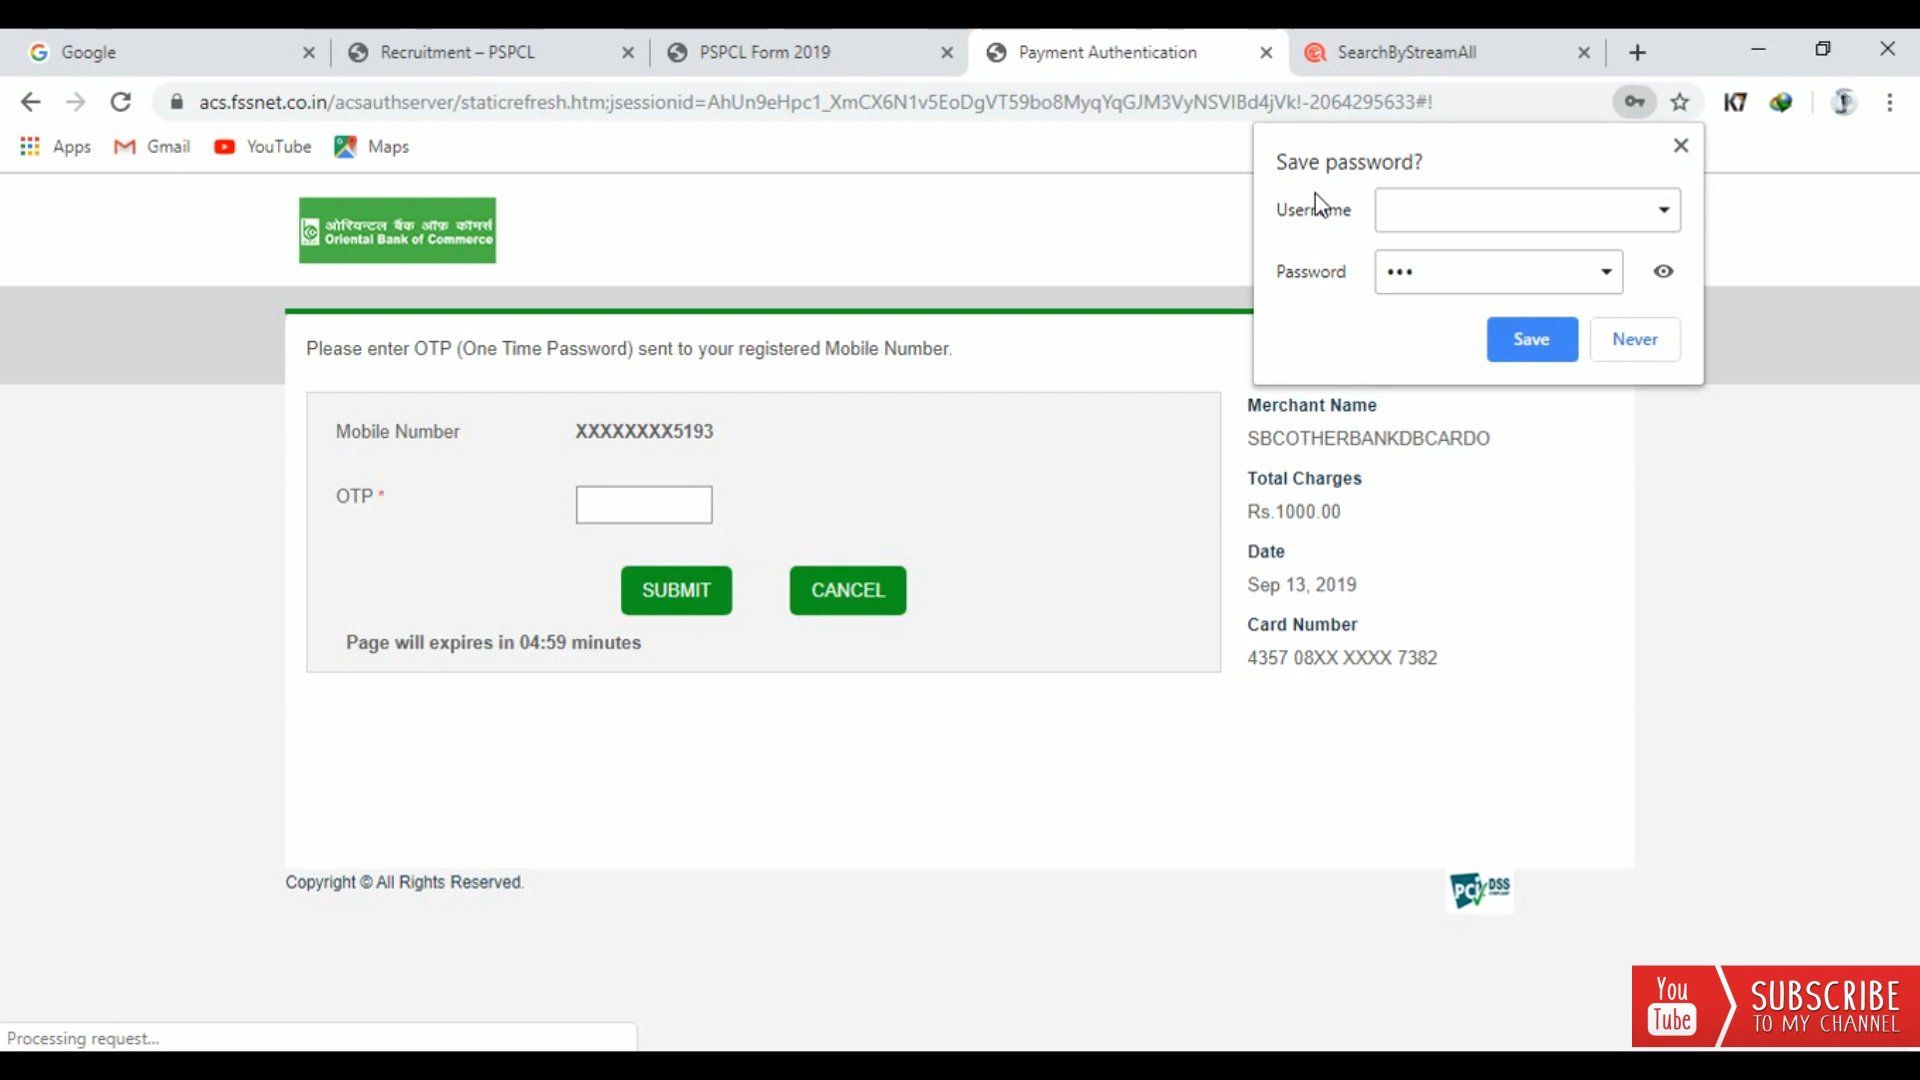 Google
Recruitment – PSPCL
PSPCL Form 2019
Payment Authentication
SearchByStreamAll
acs.fssnet.co.in/acsauthserver/staticrefresh.htm;jsessionid=AhUn9eHpc1_XmCX6N1v5EoDgVT59bo8MyqYqGJM3VyNSVIBd4jVk!-2064295633#!
K7
Apps
Gmail
YouTube
Maps
Save password?
Username
Password
•••
Save
Never
ओरियन्टल बैंक ऑफ़ कॉमर्स
Oriental Bank of Commerce
Please enter OTP (One Time Password) sent to your registered Mobile Number.
Mobile Number XXXXXXXX5193
OTP *
SUBMIT
CANCEL
Page will expires in 04:59 minutes
Merchant Name
SBCOTHERBANKDBCARDO
Total Charges
Rs.1000.00
Date
Sep 13, 2019
Card Number
4357 08XX XXXX 7382
Copyright © All Rights Reserved.
PCI DSS
You
Tube
SUBSCRIBE
TO MY CHANNEL
Processing request...